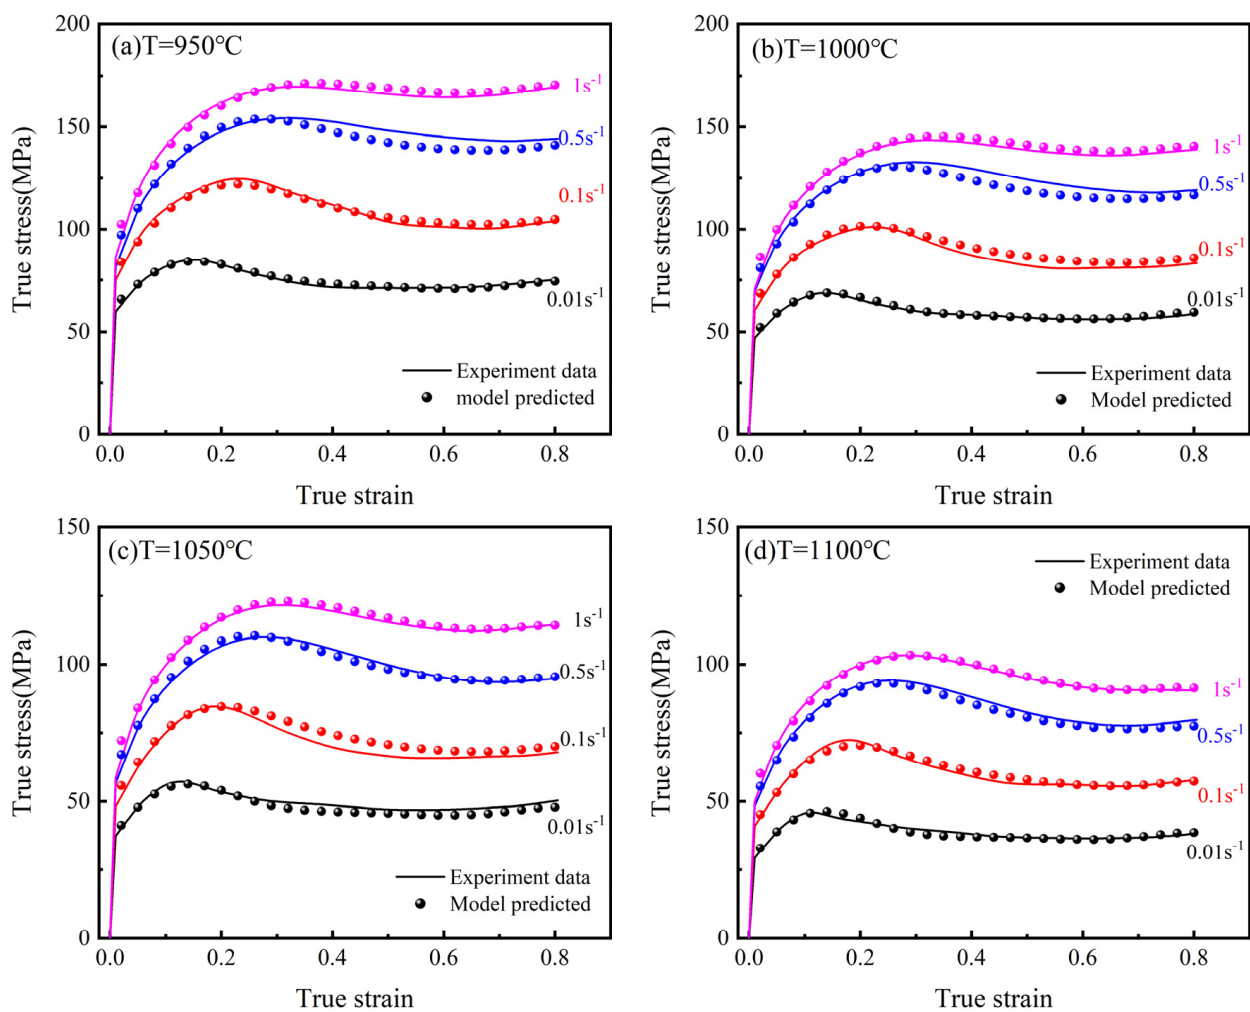 (a)T=950℃
True stress(MPa)
200
150
100
50
0
1s-1
0.5s-1
0.1s-1
0.01s-1
Experiment data
model predicted
0.0 0.2 0.4 0.6 0.8
True strain
(b)T=1000℃
True stress(MPa)
200
150
100
50
0
1s-1
0.5s-1
0.1s-1
0.01s-1
Experiment data
Model predicted
0.0 0.2 0.4 0.6 0.8
True strain
(c)T=1050℃
True stress(MPa)
150
100
50
0
1s-1
0.5s-1
0.1s-1
0.01s-1
Experiment data
Model predicted
0.0 0.2 0.4 0.6 0.8
True strain
(d)T=1100℃
True stress(MPa)
150
100
50
0
Experiment data
Model predicted
1s-1
0.5s-1
0.1s-1
0.01s-1
0.0 0.2 0.4 0.6 0.8
True strain